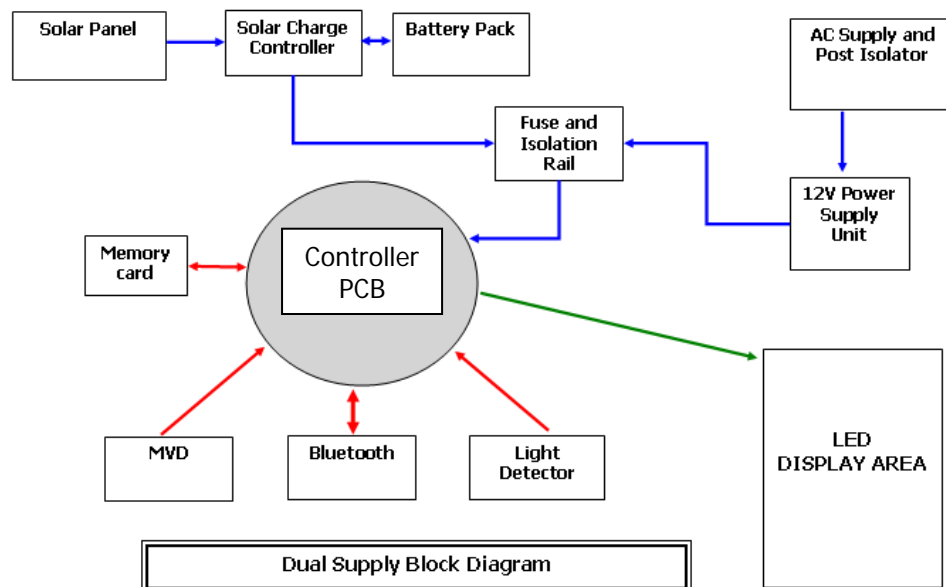 Solar Panel
Solar Charge
Controller
Battery Pack
AC Supply and
Post Isolator
Fuse and
Isolation
Rail
12V Power
Supply
Unit
Memory
card
Controller
PCB
MVD
Bluetooth
Light
Detector
LED
DISPLAY AREA
Dual Supply Block Diagram